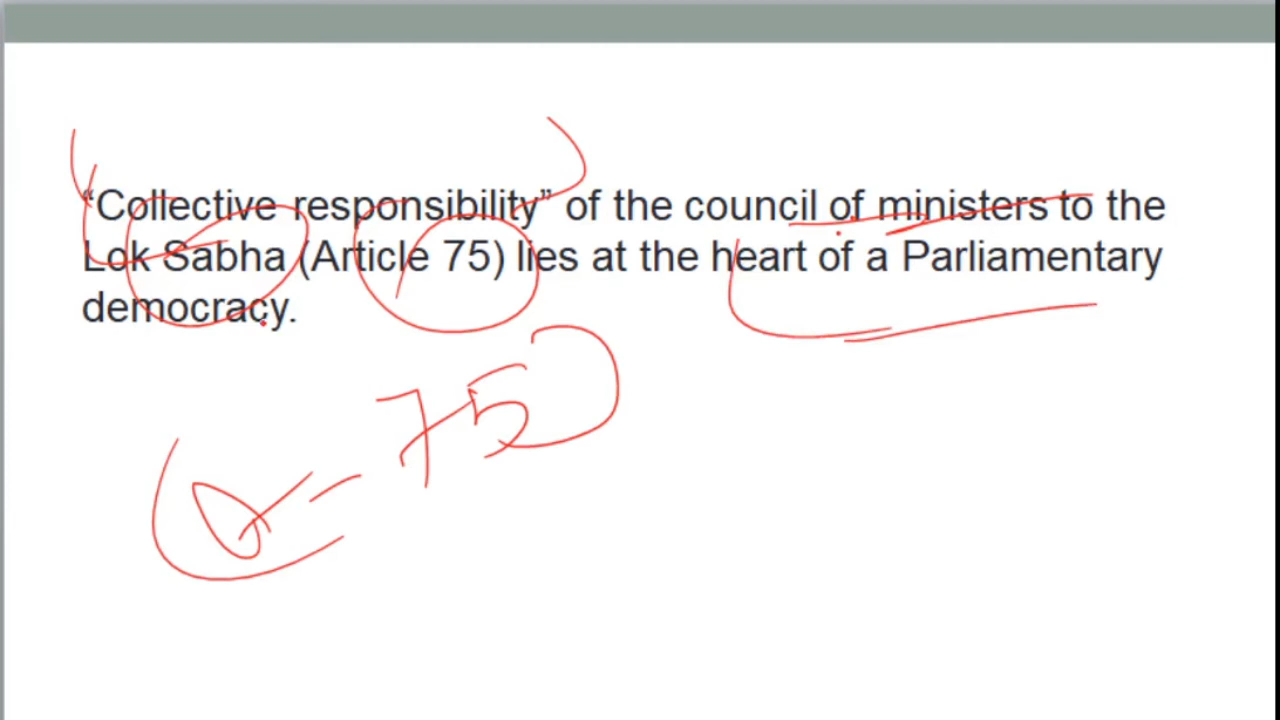 “Collective responsibility” of the council of ministers to the
Lok Sabha (Article 75) lies at the heart of a Parliamentary
democracy.
75